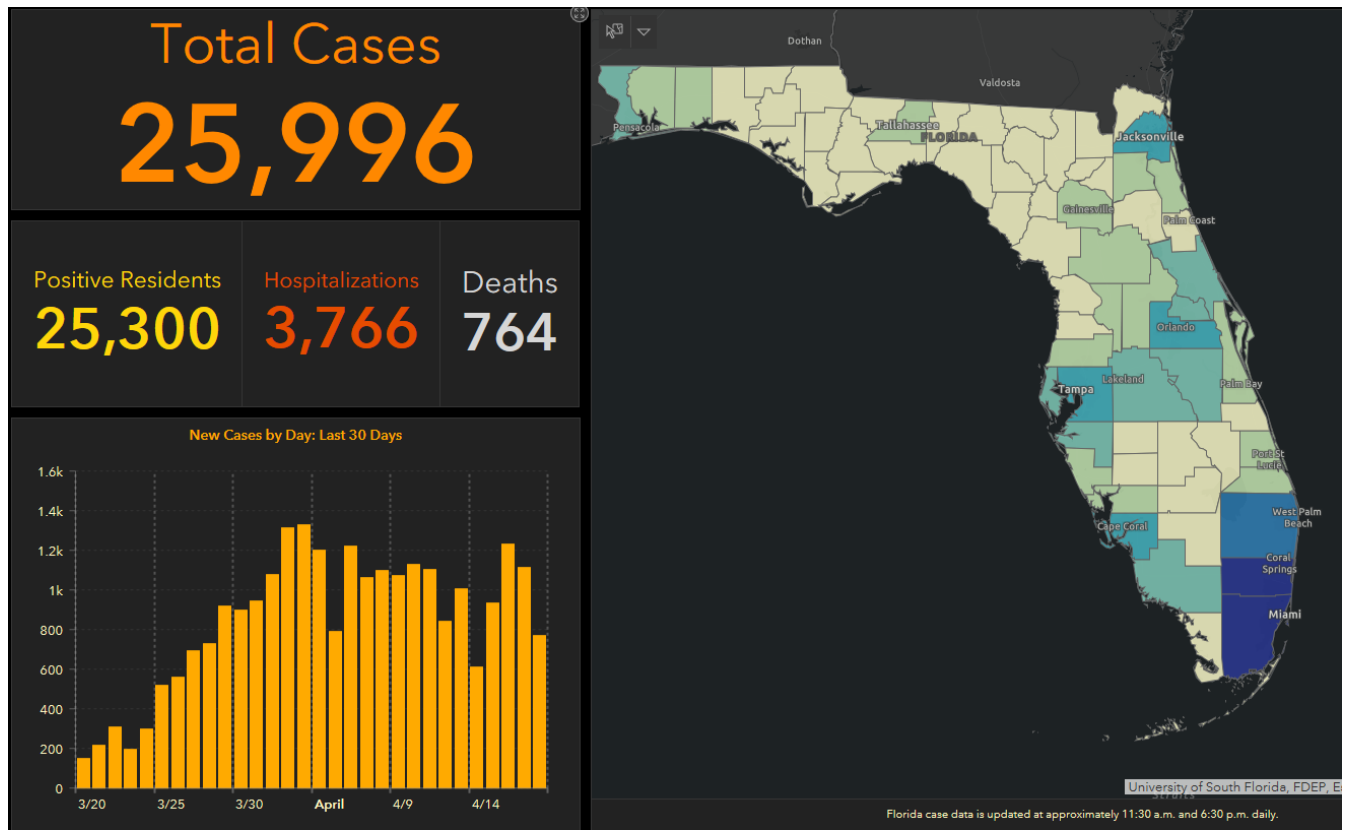 Total Cases
25,996
Positive Residents
25,300
Hospitalizations
3,766
Deaths
764
New Cases by Day: Last 30 Days
1.6k
1.4k
1.2k
1k
800
600
400
200
0
3/20
3/25
3/30
April
4/9
4/14
Dothan
Valdosta
Pensacola
Tallahassee
FLORIDA
Jacksonville
Gainesville
Palm Coast
Orlando
Lakeland
Tampa
Palm Bay
Port St
Lucie
Cape Coral
West Palm
Beach
Coral
Springs
Miami
University of South Florida, FDEP, E
Florida case data is updated at approximately 11:30 a.m. and 6:30 p.m. daily.